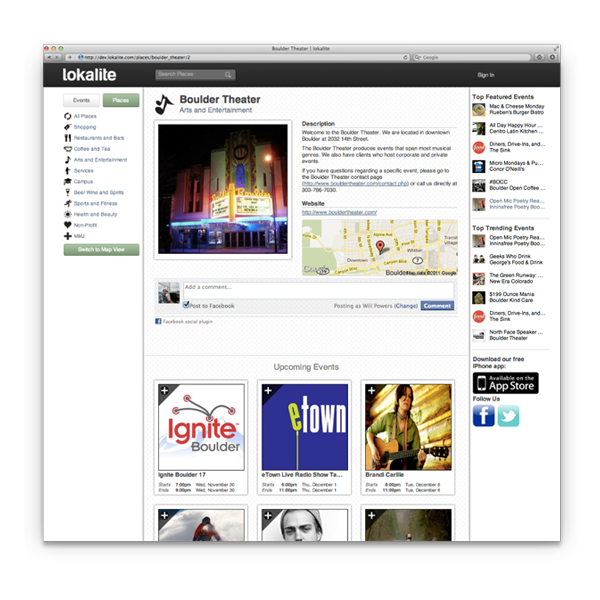 Boulder Theater | lokalite
http://dev.lokalite.com/places/boulder_theater/2
Google
lokalite
Search Places
Sign In
Events
Places
All Places
Shopping
Restaurants and Bars
Coffee and Tea
Arts and Entertainment
Services
Campus
Beer Wine and Spirits
Sports and Fitness
Health and Beauty
Non-Profit
MMJ
Switch to Map View
Boulder Theater
Arts and Entertainment
Description
Welcome to the Boulder Theater. We are located in downtown
Boulder at 2032 14th Street.
The Boulder Theater produces events that span most musical
genres. We also have clients who host corporate and private
events.
If you have questions regarding a specific event, please go to
the Boulder Theater contact page
(http://www.bouldertheater.com/contact.php) or call us directly at
303-786-7030.
Website
http://www.bouldertheater.com/
Downtown
Whittier
Canyon Blvd
Boulder
Google
Add a comment...
Post to Facebook
Posting as Will Powers (Change)
Comment
Facebook social plugin
Upcoming Events
Ignite
Boulder
Ignite Boulder 17
Starts 7:00pm Wed, November 30
Ends 9:00pm Wed, November 30
etown
eTown Live Radio Show Ta...
Starts 7:00pm Thu, December 1
Ends 11:00pm Thu, December 1
Brandi Carlile
Starts 8:00pm Tue, December 6
Ends 11:00pm Tue, December 6
Top Featured Events
Mac & Cheese Monday
Rueben's Burger Bistro
All Day Happy Hour ...
Centro Latin Kitchen ...
Diners, Drive-Ins, and...
The Sink
Micro Mondays & Pu...
Conor O'Neill's
#BOCC
Boulder Open Coffee ...
Open Mic Poetry Rea...
Innisfree Poetry Boo...
Top Trending Events
Open Mic Poetry Rea...
Innisfree Poetry Boo...
Geeks Who Drink
George's Food & Drink
The Green Runway: ...
New Era Colorado
$199 Ounce Mania
Boulder Kind Care
Diners, Drive-Ins, and...
The Sink
North Face Speaker ...
Boulder Theater
Download our free
iPhone app:
Available on the
App Store
Follow Us